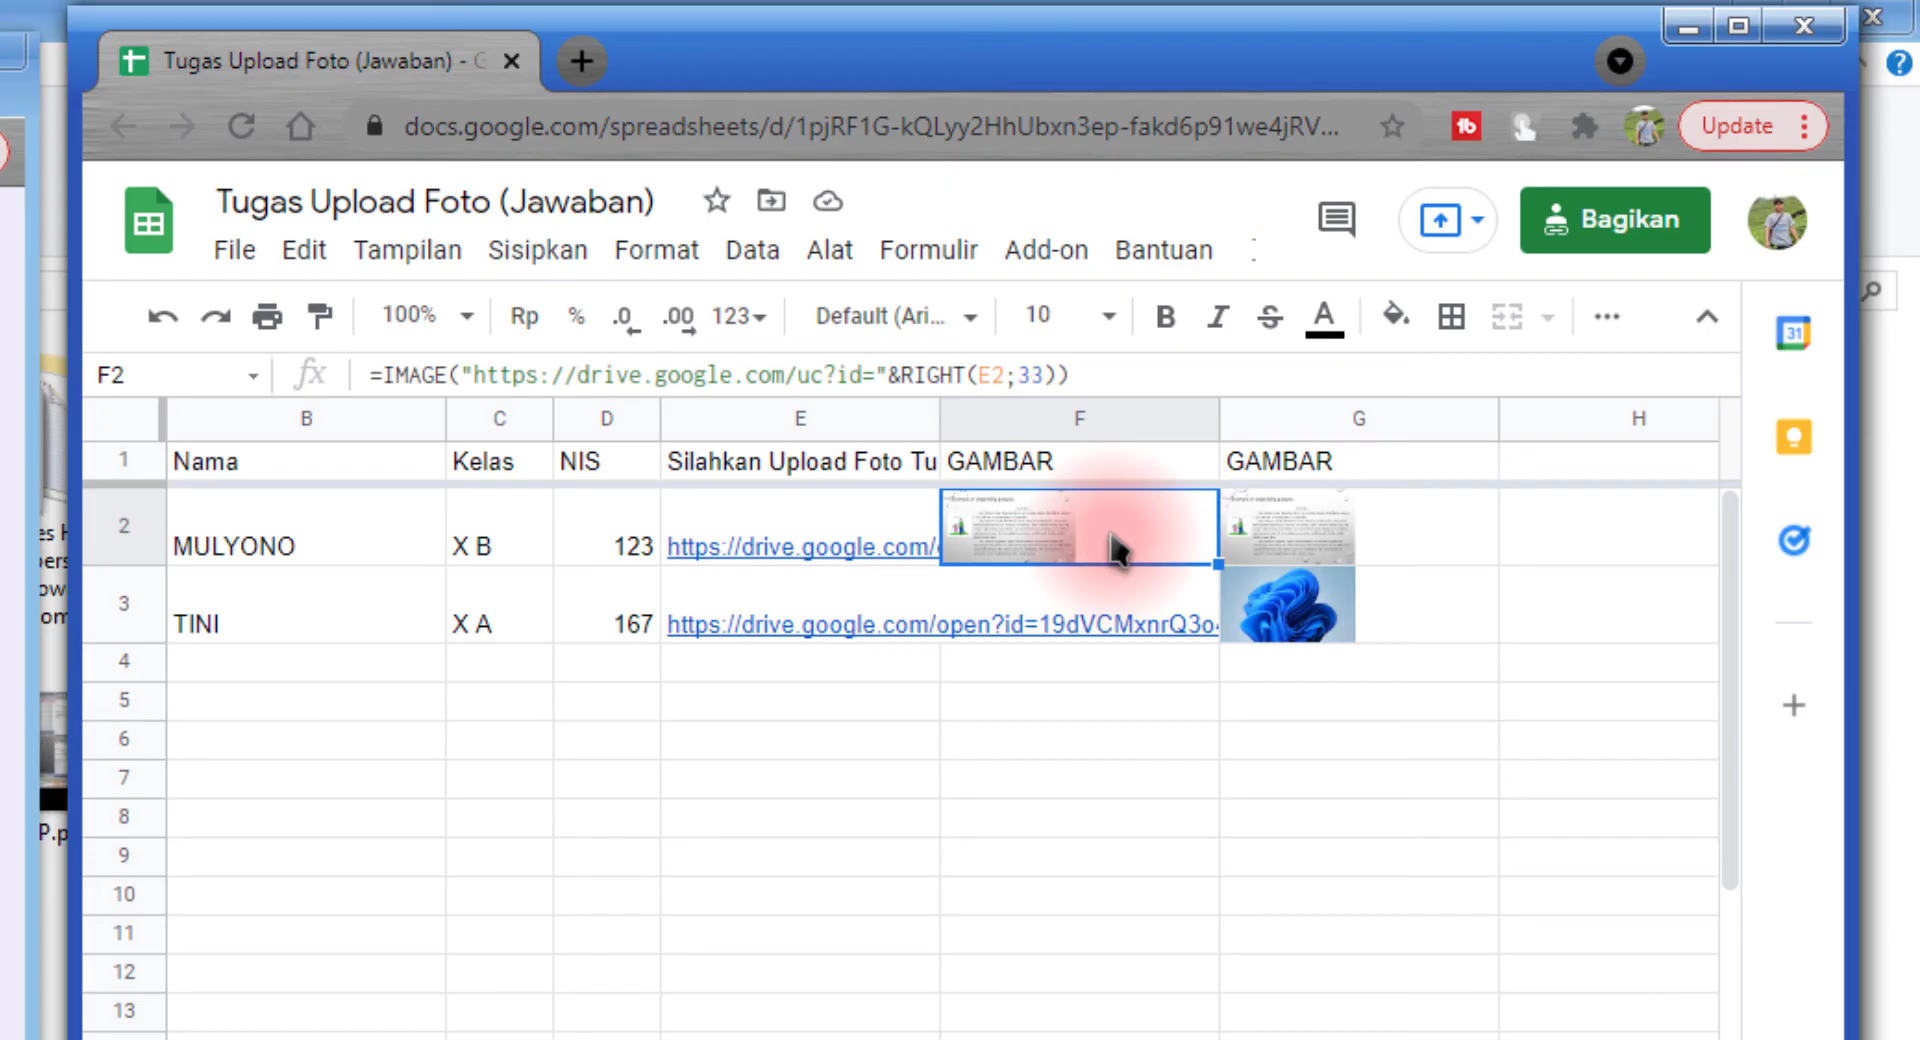 Tugas Upload Foto (Jawaban) - G
docs.google.com/spreadsheets/d/1pjRF1G-kQLyy2HhUbxn3ep-fakd6p91we4jRV...
Update
Tugas Upload Foto (Jawaban)
Bagikan
File Edit Tampilan Sisipkan Format Data Alat Formulir Add-on Bantuan
100% Rp % .0 .00 123 Default (Ari... 10 B I S A
31
F2 fx =IMAGE("https://drive.google.com/uc?id="&RIGHT(E2;33))
B C D E F G H
1 Nama Kelas NIS Silahkan Upload Foto Tu GAMBAR GAMBAR
2 MULYONO X B 123 https://drive.google.com/
3 TINI X A 167 https://drive.google.com/open?id=19dVCMxnrQ3o
4
5
6
7
8
9
10
11
12
13
P.p